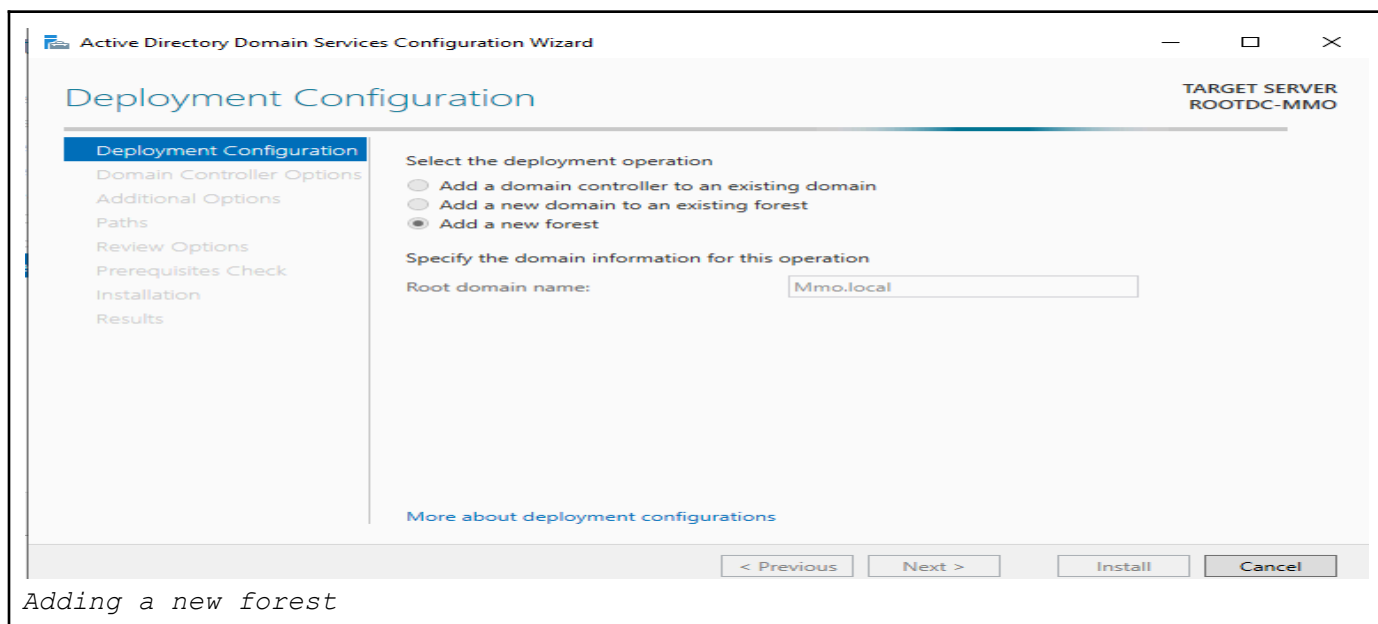 Active Directory Domain Services Configuration Wizard
Deployment Configuration
TARGET SERVER
ROOTDC-MMO
Deployment Configuration
Domain Controller Options
Additional Options
Paths
Review Options
Prerequisites Check
Installation
Results
Select the deployment operation
Add a domain controller to an existing domain
Add a new domain to an existing forest
Add a new forest
Specify the domain information for this operation
Root domain name: Mmo.local
More about deployment configurations
< Previous Next > Install Cancel
Adding a new forest